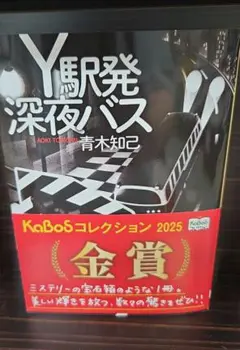 Y駅発
深夜バス
AOKI TOMOMI
青木知己
KaBoSコレクション 2025
金賞
ミステリーの宝石箱のような1冊。
美しい輝きを放つ、数々の驚きをぜひ!!
KaBoS